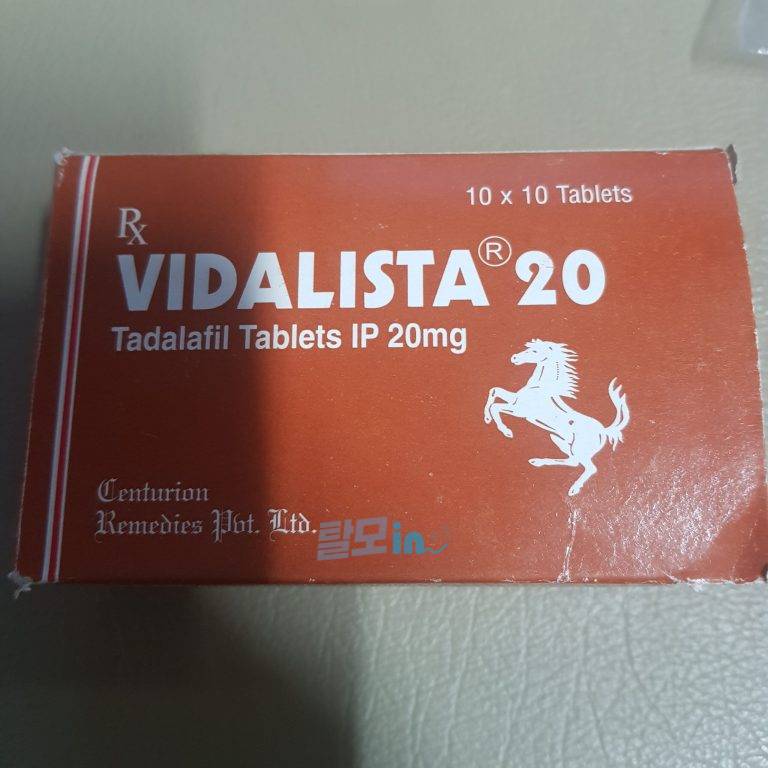 10 x 10 Tablets
Rx
VIDALISTA® 20
Tadalafil Tablets IP 20mg
Centurion
Remedies Pvt. Ltd.
탈모in